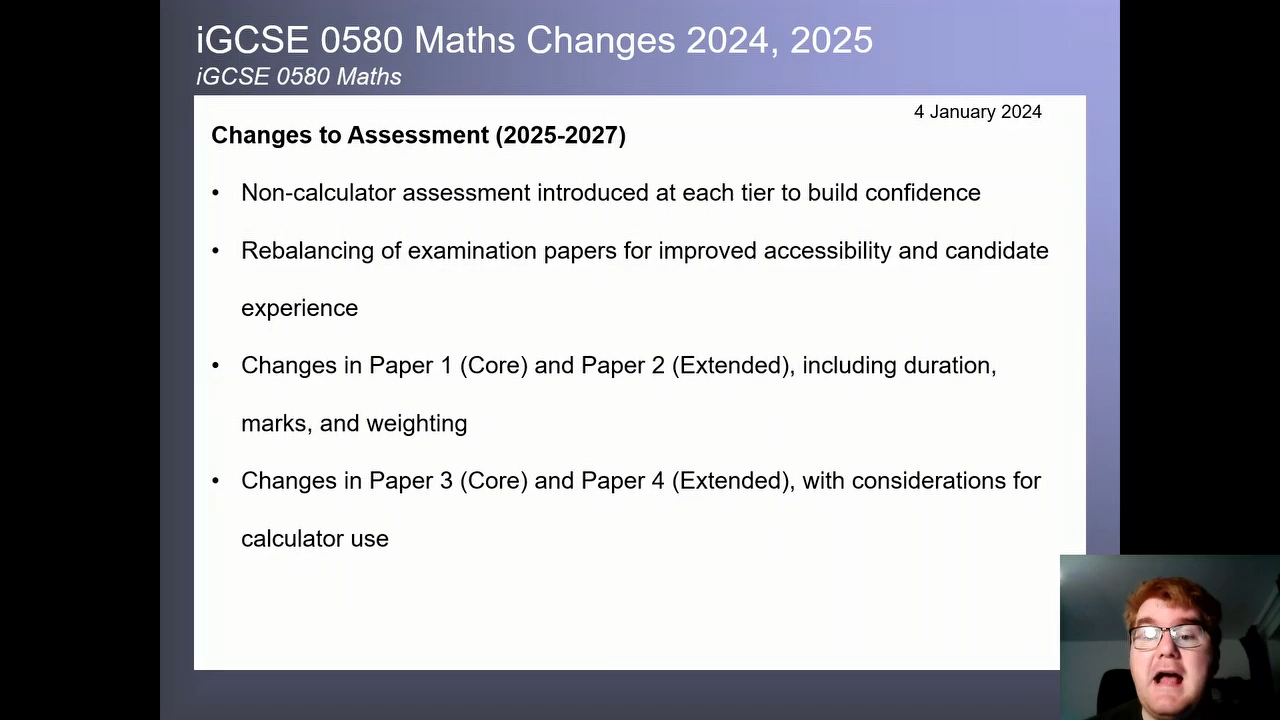 iGCSE 0580 Maths Changes 2024, 2025
iGCSE 0580 Maths
4 January 2024
Changes to Assessment (2025-2027)
• Non-calculator assessment introduced at each tier to build confidence
• Rebalancing of examination papers for improved accessibility and candidate
experience
• Changes in Paper 1 (Core) and Paper 2 (Extended), including duration,
marks, and weighting
• Changes in Paper 3 (Core) and Paper 4 (Extended), with considerations for
calculator use